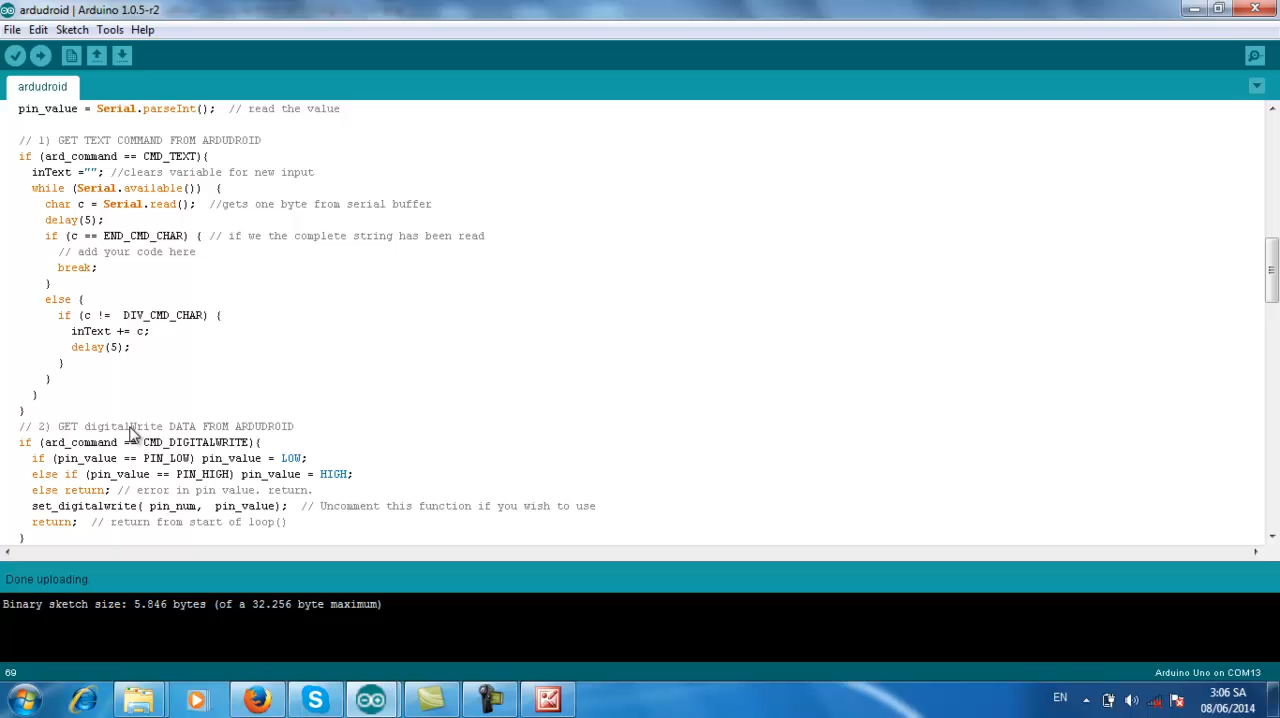 ardudroid | Arduino 1.0.5-r2
File Edit Sketch Tools Help
ardudroid
pin_value = Serial.parseInt(); // read the value
// 1) GET TEXT COMMAND FROM ARDUDROID
if (ard_command == CMD_TEXT){
inText =""; //clears variable for new input
while (Serial.available()) {
char c = Serial.read(); //gets one byte from serial buffer
delay(5);
if (c == END_CMD_CHAR) { // if we the complete string has been read
// add your code here
break;
}
else {
if (c != DIV_CMD_CHAR) {
inText += c;
delay(5);
}
}
}
}
// 2) GET digitalWrite DATA FROM ARDUDROID
if (ard_command == CMD_DIGITALWRITE){
if (pin_value == PIN_LOW) pin_value = LOW;
else if (pin_value == PIN_HIGH) pin_value = HIGH;
else return; // error in pin value. return.
set_digitalwrite( pin_num, pin_value); // Uncomment this function if you wish to use
return; // return from start of loop()
}
Done uploading.
Binary sketch size: 5.846 bytes (of a 32.256 byte maximum)
69
Arduino Uno on COM13
EN
3:06 SA
08/06/2014